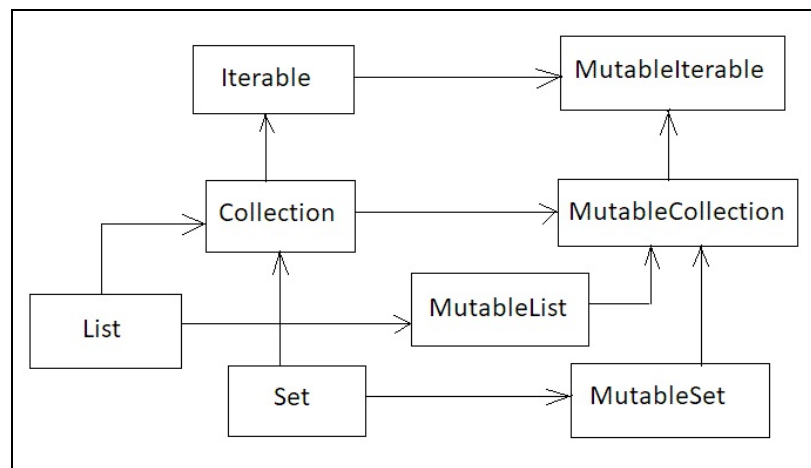 Iterable
MutableIterable
Collection
MutableCollection
List
MutableList
Set
MutableSet